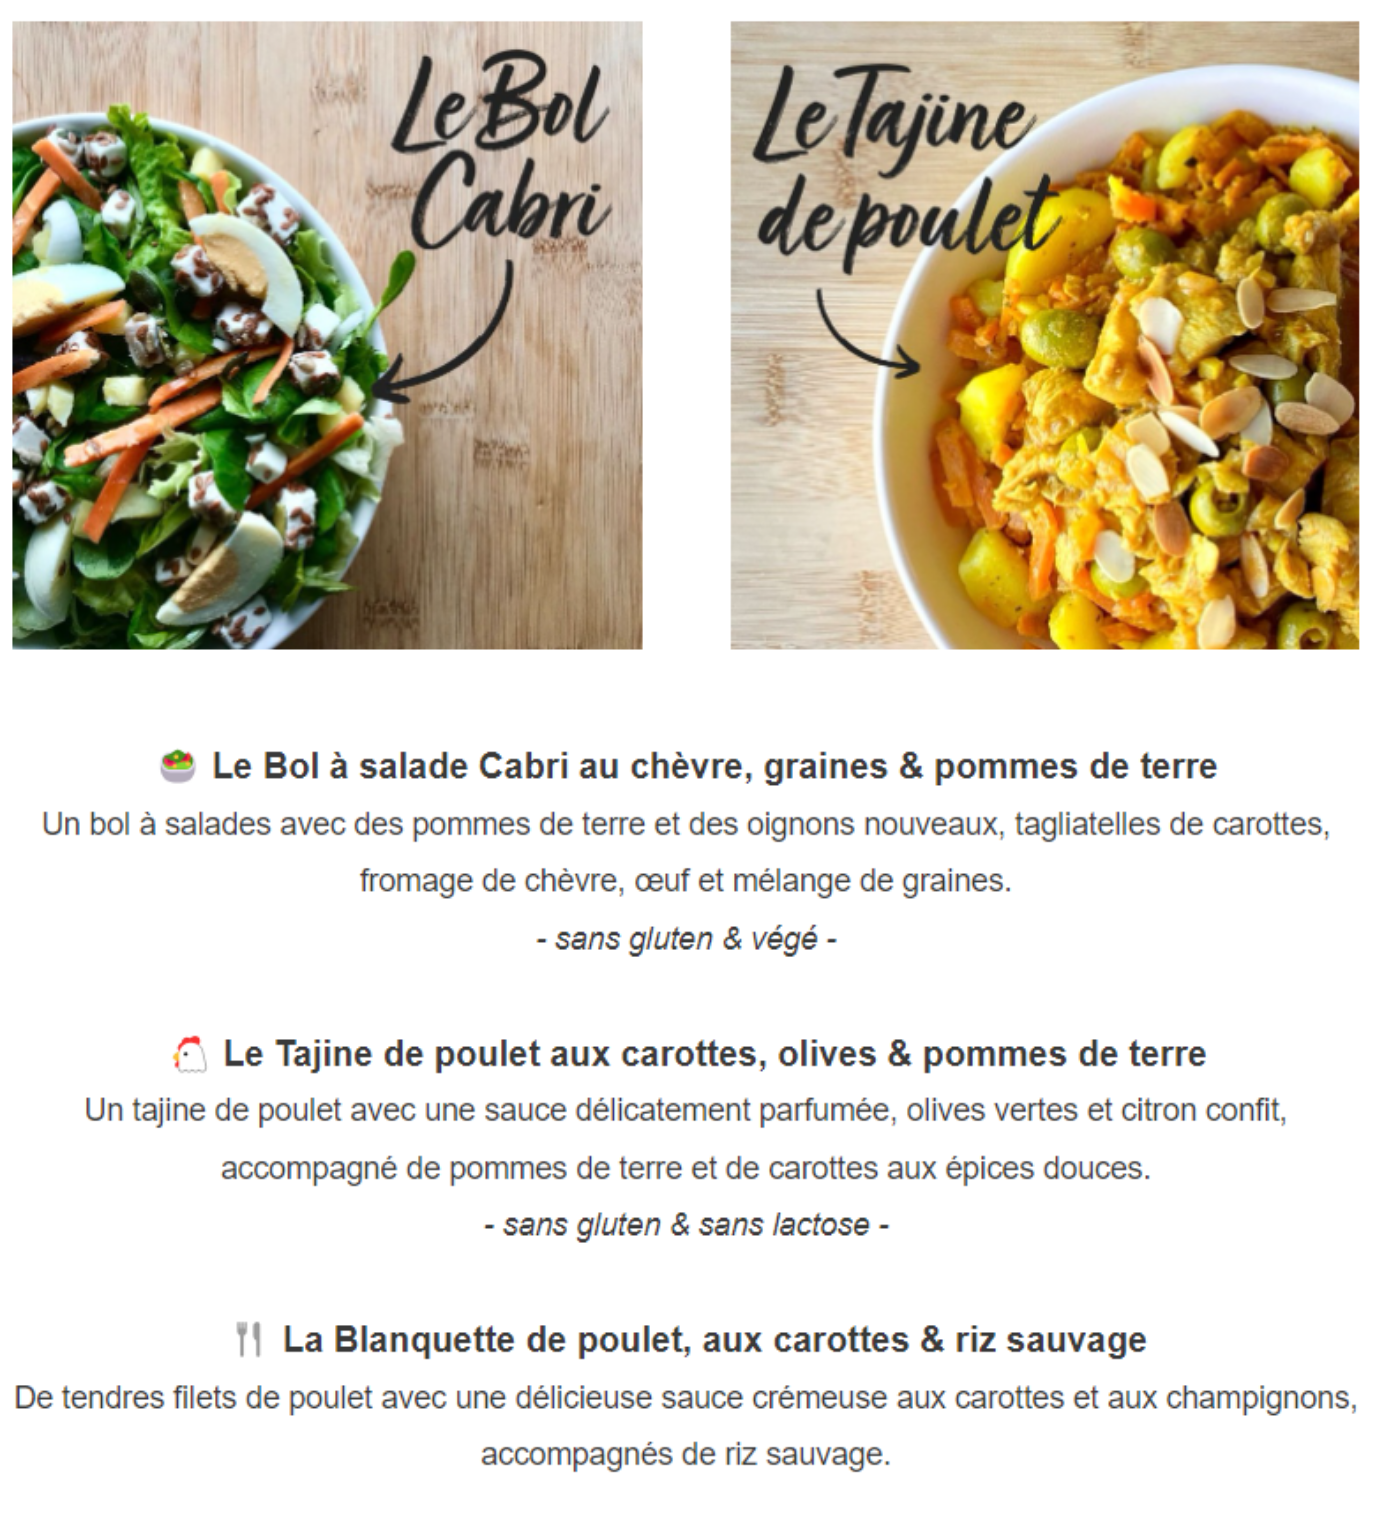 Le Bol
Cabri
Le Tajine
de poulet
Le Bol à salade Cabri au chèvre, graines & pommes de terre
Un bol à salades avec des pommes de terre et des oignons nouveaux, tagliatelles de carottes,
fromage de chèvre, œuf et mélange de graines.
- sans gluten & végé -
Le Tajine de poulet aux carottes, olives & pommes de terre
Un tajine de poulet avec une sauce délicatement parfumée, olives vertes et citron confit,
accompagné de pommes de terre et de carottes aux épices douces.
- sans gluten & sans lactose -
La Blanquette de poulet, aux carottes & riz sauvage
De tendres filets de poulet avec une délicieuse sauce crémeuse aux carottes et aux champignons,
accompagnés de riz sauvage.